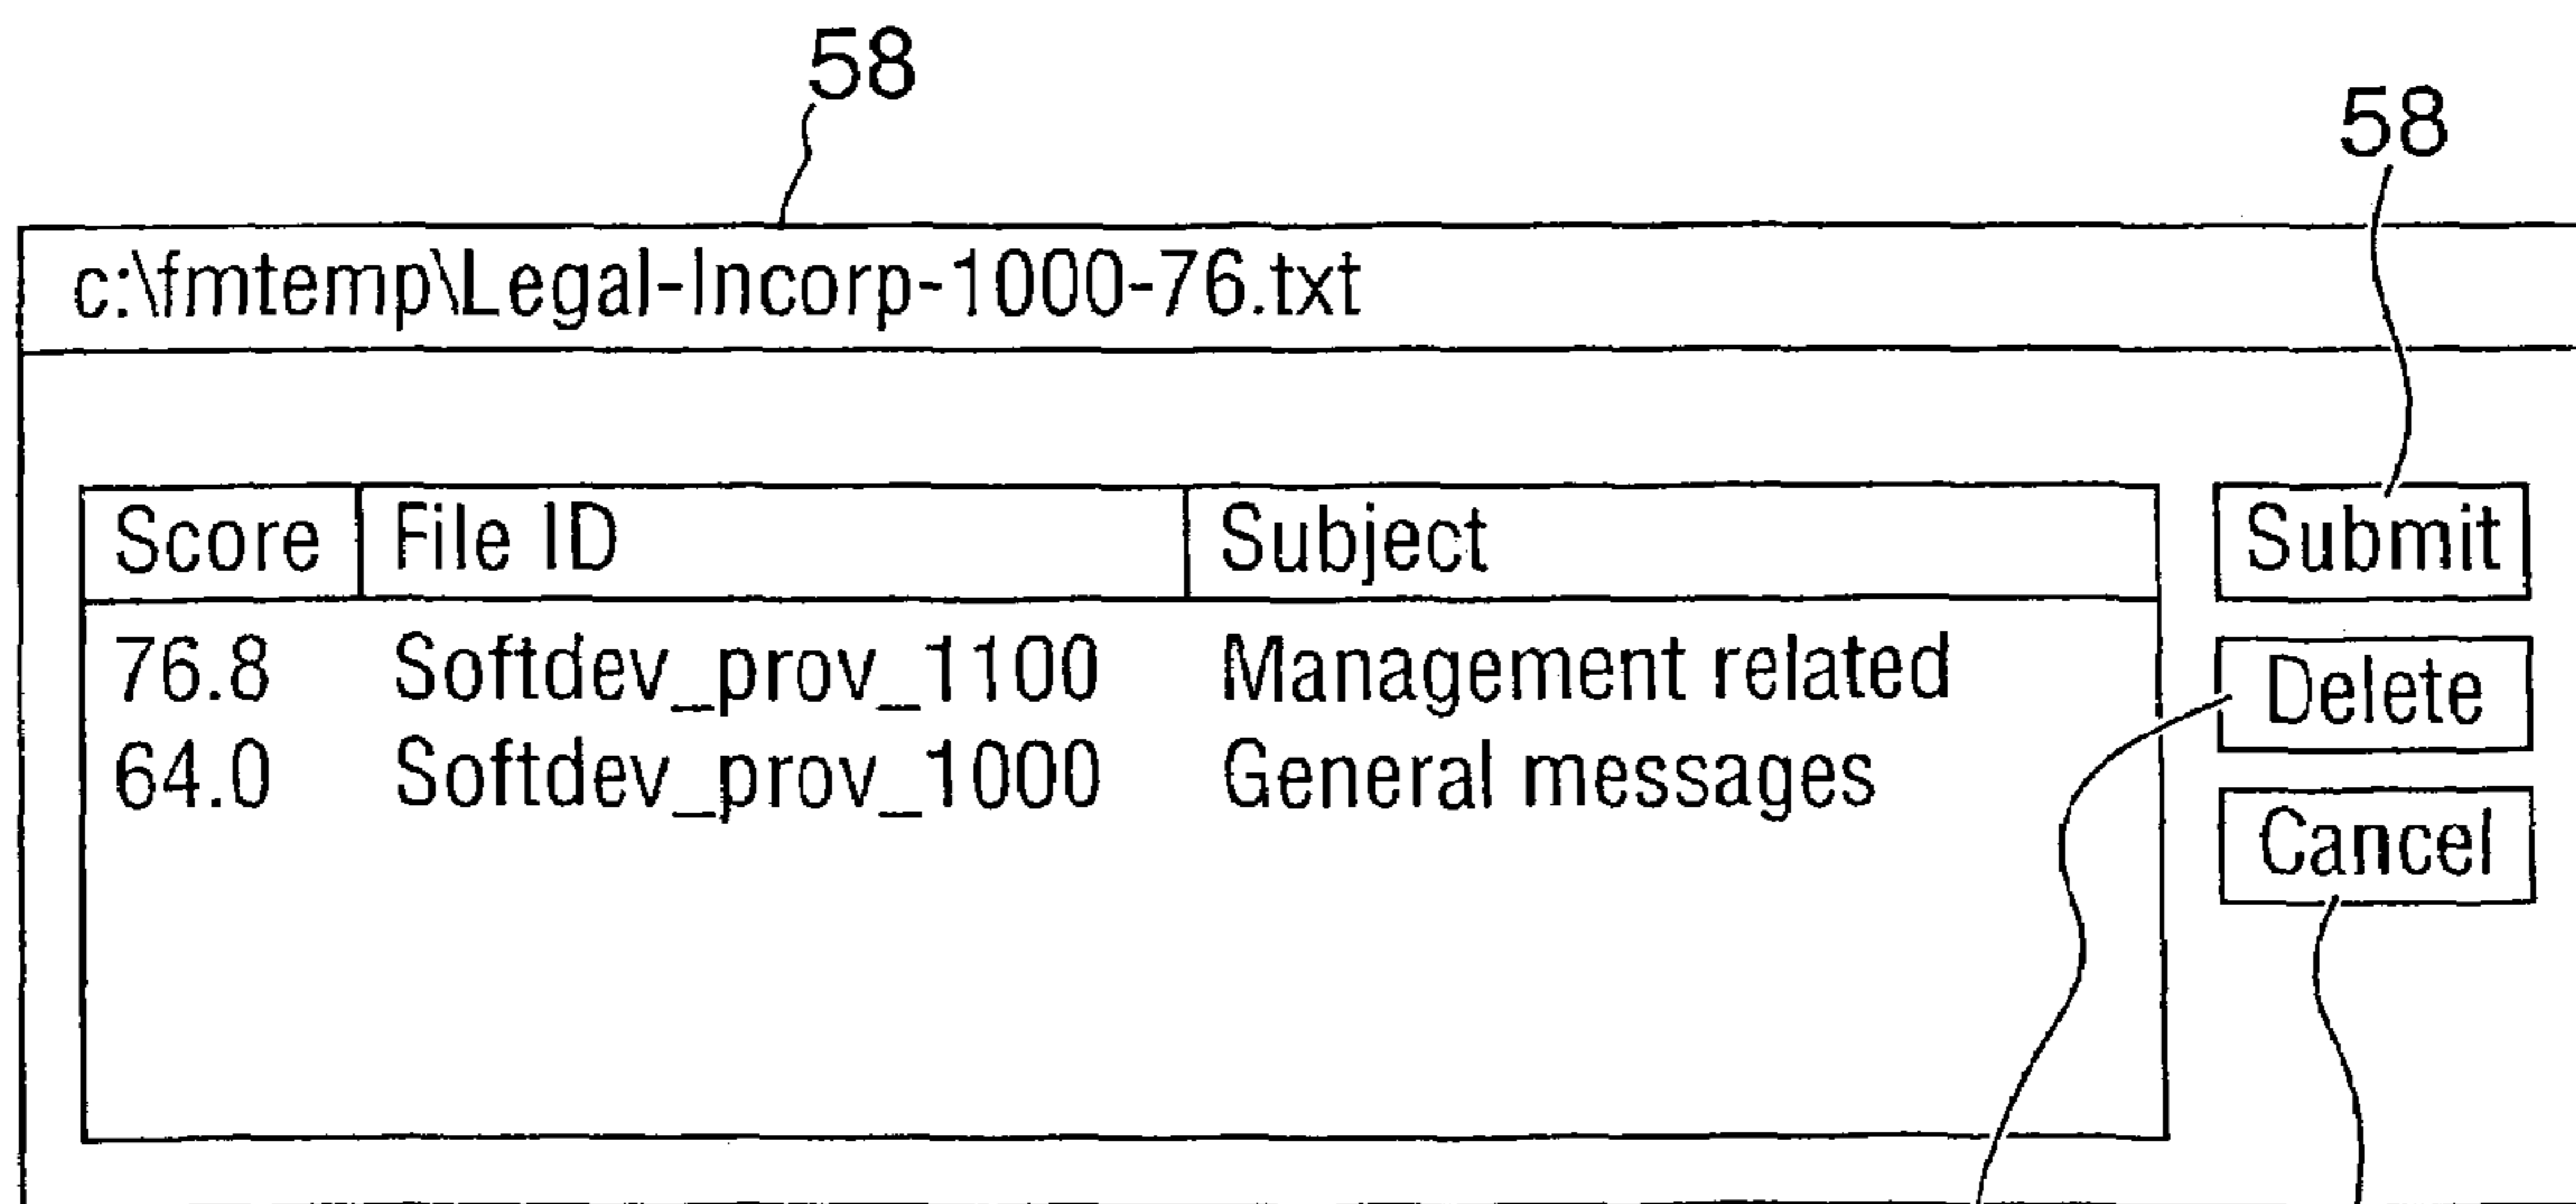 58
58
c:\fmtemp\Legal-Incorp-1000-76.txt
Score File ID Subject Submit
76.8 Softdev_prov_1100 Management related Delete
64.0 Softdev_prov_1000 General messages
Cancel